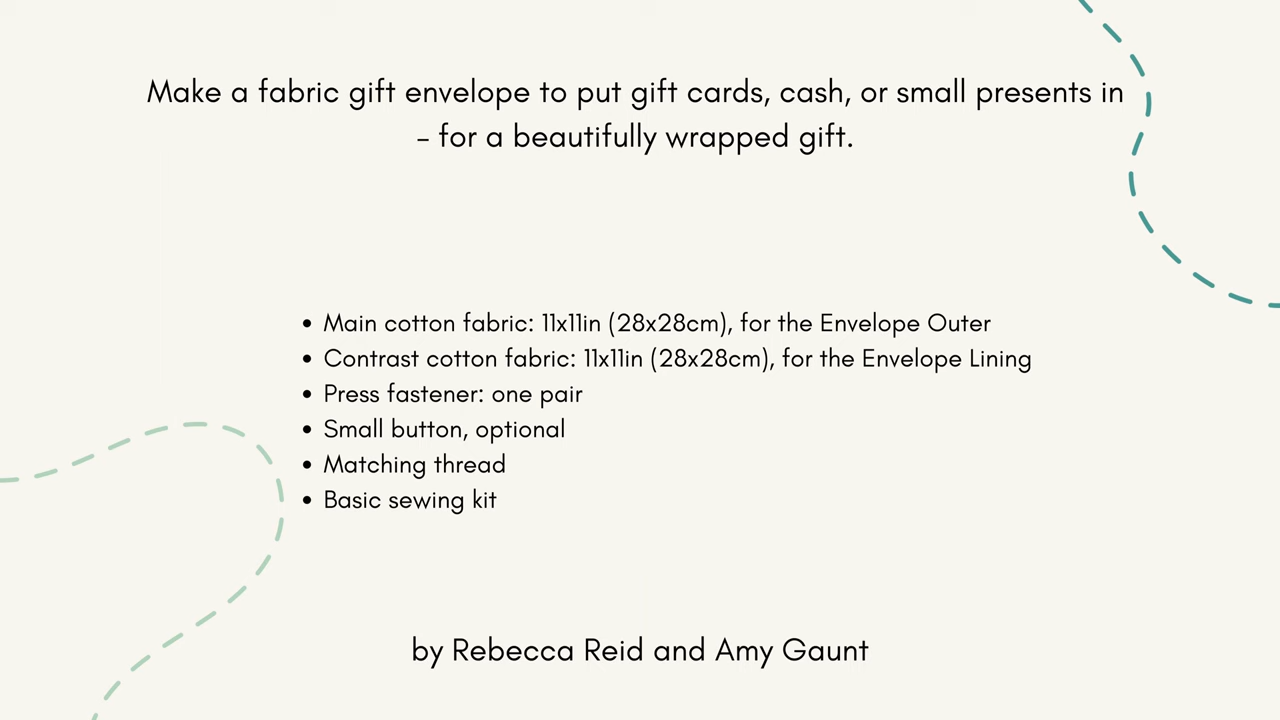 Make a fabric gift envelope to put gift cards, cash, or small presents in
– for a beautifully wrapped gift.
• Main cotton fabric: 11x11in (28x28cm), for the Envelope Outer
• Contrast cotton fabric: 11x11in (28x28cm), for the Envelope Lining
• Press fastener: one pair
• Small button, optional
• Matching thread
• Basic sewing kit
by Rebecca Reid and Amy Gaunt